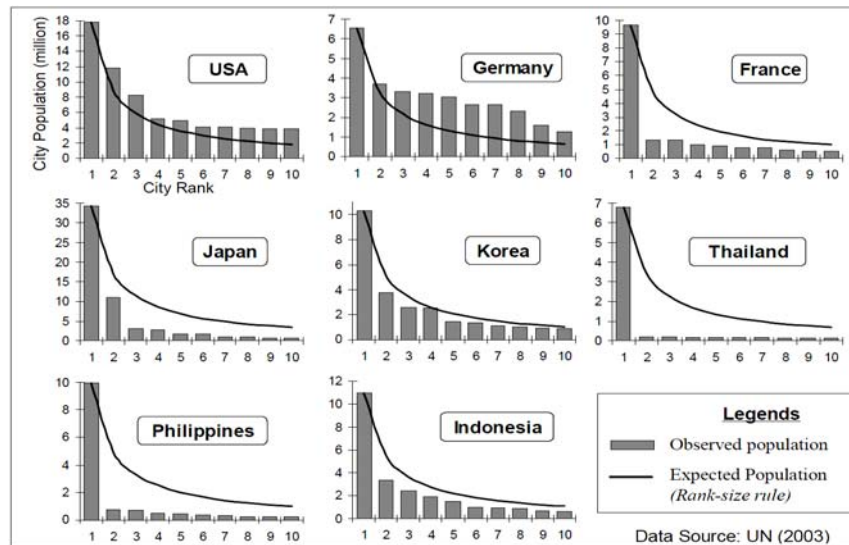 City Population (million)
18
16
14
12
10
8
6
4
2
0
USA
1 2 3 4 5 6 7 8 9 10
City Rank
7
6
5
4
3
2
1
0
Germany
1 2 3 4 5 6 7 8 9 10
10
9
8
7
6
5
4
3
2
1
0
France
1 2 3 4 5 6 7 8 9 10
35
30
25
20
15
10
5
0
Japan
1 2 3 4 5 6 7 8 9 10
10
8
6
4
2
0
Korea
1 2 3 4 5 6 7 8 9 10
7
6
5
4
3
2
1
0
Thailand
1 2 3 4 5 6 7 8 9 10
10
8
6
4
2
0
Philippines
1 2 3 4 5 6 7 8 9 10
12
10
8
6
4
2
0
Indonesia
1 2 3 4 5 6 7 8 9 10
Legends
Observed population
Expected Population
(Rank-size rule)
Data Source: UN (2003)